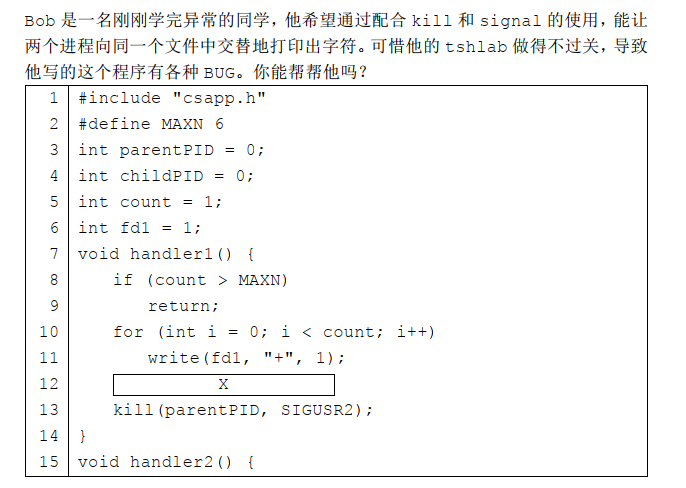 Bob 是一名刚刚学完异常的同学，他希望通过配合 kill 和 signal 的使用，能让
两个进程向同一个文件中交替地打印出字符。可惜他的 tshlab 做得不过关，导致
他写的这个程序有各种 BUG。你能帮帮他吗？
1 #include "csapp.h"
2 #define MAXN 6
3 int parentPID = 0;
4 int childPID = 0;
5 int count = 1;
6 int fd1 = 1;
7 void handler1() {
8     if (count > MAXN)
9         return;
10     for (int i = 0; i < count; i++)
11         write(fd1, "+", 1);
12     X
13     kill(parentPID, SIGUSR2);
14 }
15 void handler2() {